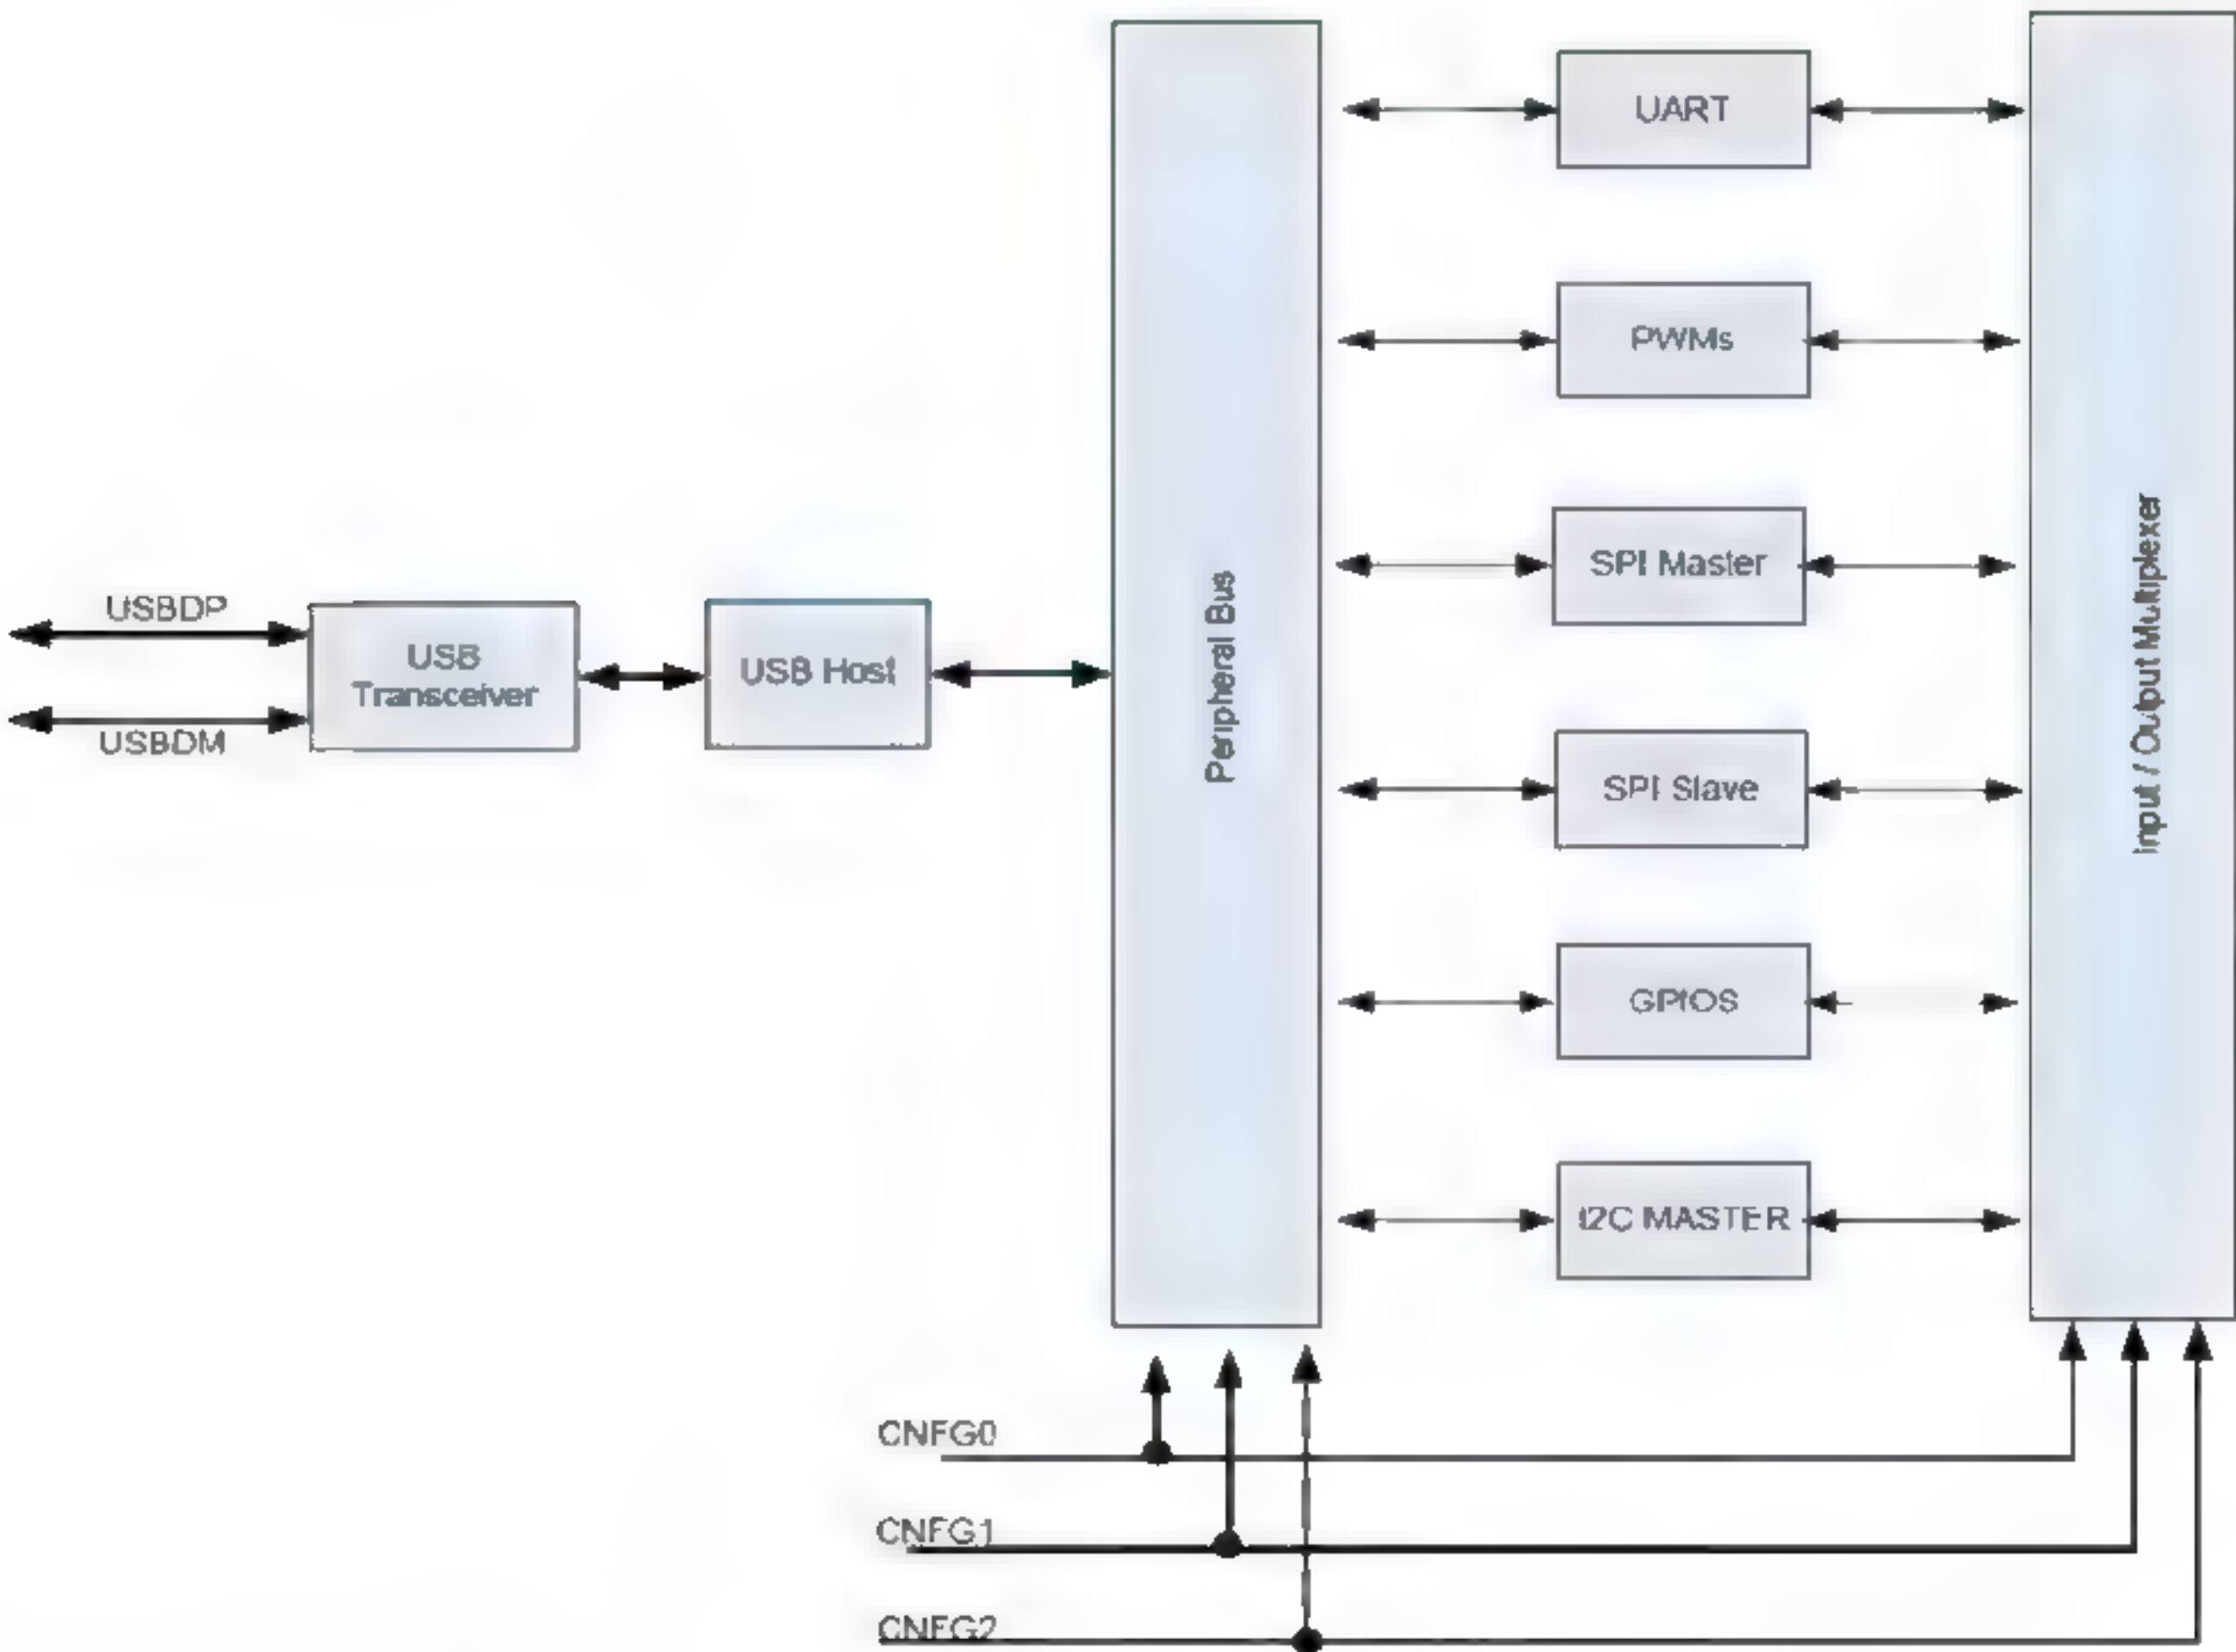 UART
PWMs
SPI Master
SPI Slave
GPIOS
I2C MASTER
Peripheral Bus
Input / Output Multiplexer
USBDP
USB
Transceiver
USB Host
USBDM
CNFG0
CNFG1
CNFG2